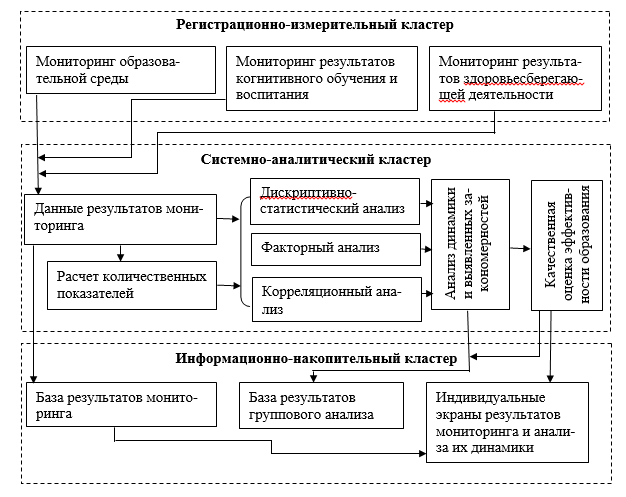 Регистрационно-измерительный кластер
Мониторинг образова-
тельной среды
Мониторинг результатов
когнитивного обучения и
воспитания
Мониторинг результа-
тов здоровьесберегаю-
щей деятельности
Системно-аналитический кластер
Данные результатов мони-
торинга
Расчет количественных
показателей
Дискриптивно-
статистический анализ
Факторный анализ
Корреляционный ана-
лиз
Анализ динамики
и выявленных за-
кономерностей
Качественная
оценка эффектив-
ности образования
Информационно-накопительный кластер
База результатов монито-
ринга
База результатов
группового анализа
Индивидуальные
экраны результатов
мониторинга и анали-
за их динамики